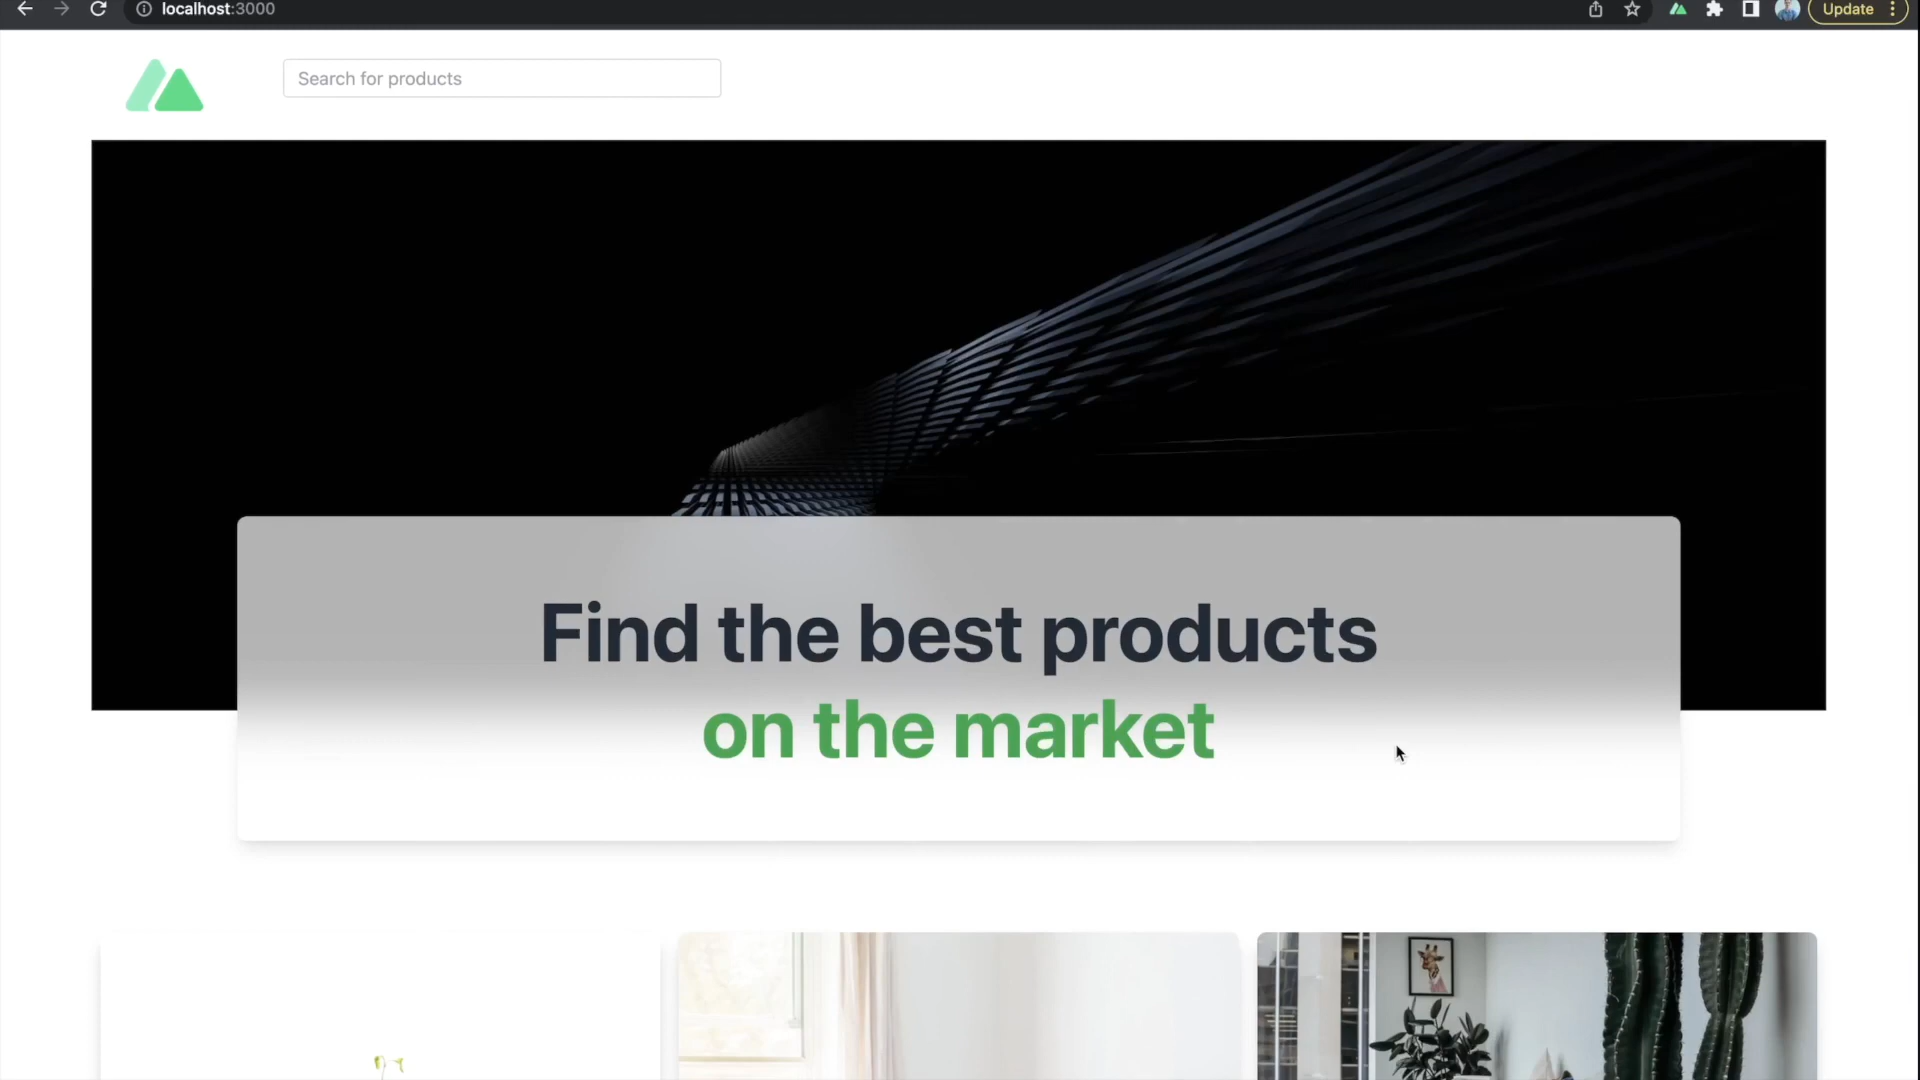 localhost:3000
Update
Search for products
Find the best products
on the market